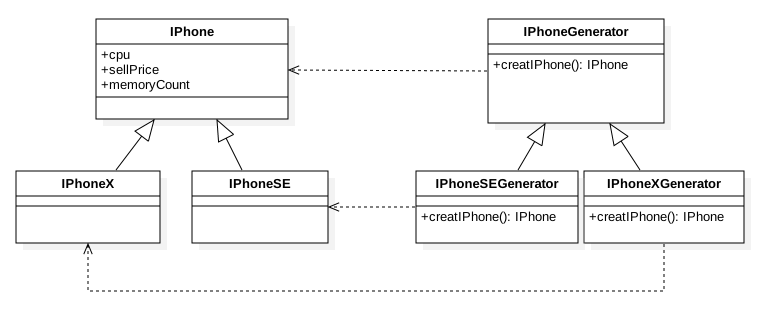 IPhone
+cpu
+sellPrice
+memoryCount
IPhoneGenerator
+creatIPhone(): IPhone
IPhoneX
IPhoneSE
IPhoneSEGenerator
+creatIPhone(): IPhone
IPhoneXGenerator
+creatIPhone(): IPhone